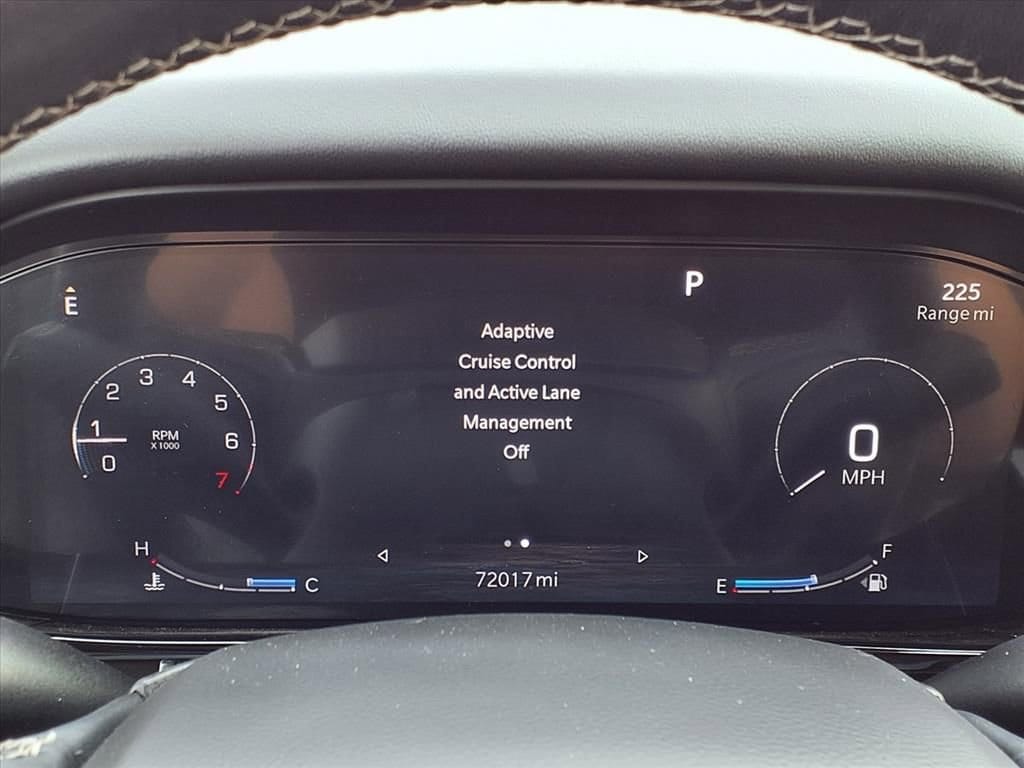 E
P
225
Range mi
Adaptive
Cruise Control
and Active Lane
Management
Off
0
1
2
3
4
5
6
7
RPM
X 1000
0
MPH
H
C
72017 mi
E
F